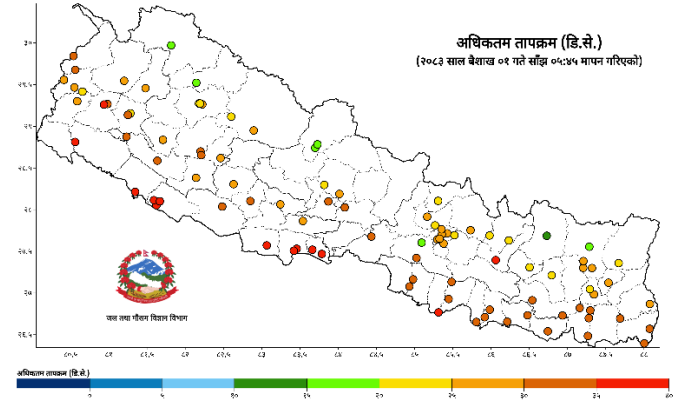 अधिकतम तापक्रम (डि.से.)
(२०८३ साल बैशाख ०१ गते साँझ ०५:४५ मापन गरिएको)
३०
२९.५
२९
२८.५
२८
२७.५
२७
२६.५
जल तथा मौसम विज्ञान विभाग
८०.५ ८१ ८१.५ ८२ ८२.५ ८३ ८३.५ ८४ ८४.५ ८५ ८५.५ ८६ ८६.५ ८७ ८७.५ ८८
अधिकतम तापक्रम (डि.से.)
० ५ १० १५ २० २५ ३० ३५ ४०